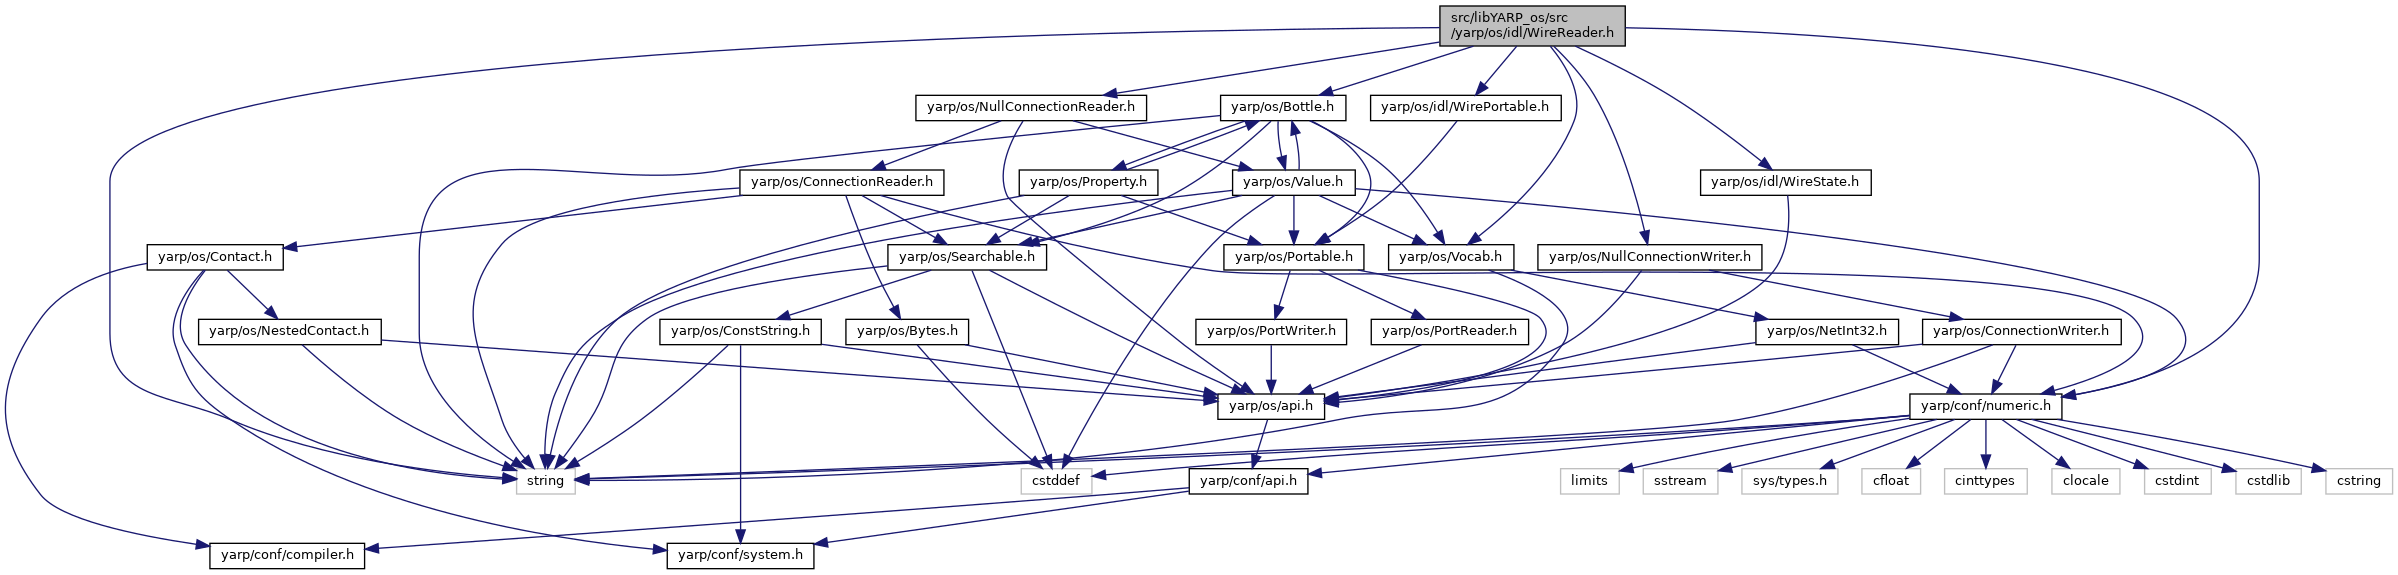 src/libYARP_os/src
/yarp/os/idl/WireReader.h
yarp/os/NullConnectionReader.h
yarp/os/Bottle.h
yarp/os/idl/WirePortable.h
yarp/os/ConnectionReader.h
yarp/os/Property.h
yarp/os/Value.h
yarp/os/idl/WireState.h
yarp/os/Contact.h
yarp/os/Searchable.h
yarp/os/Portable.h
yarp/os/Vocab.h
yarp/os/NullConnectionWriter.h
yarp/os/NestedContact.h
yarp/os/ConstString.h
yarp/os/Bytes.h
yarp/os/PortWriter.h
yarp/os/PortReader.h
yarp/os/NetInt32.h
yarp/os/ConnectionWriter.h
yarp/os/api.h
yarp/conf/numeric.h
string
cstddef
yarp/conf/api.h
limits
sstream
sys/types.h
cfloat
cinttypes
clocale
cstdint
cstdlib
cstring
yarp/conf/compiler.h
yarp/conf/system.h